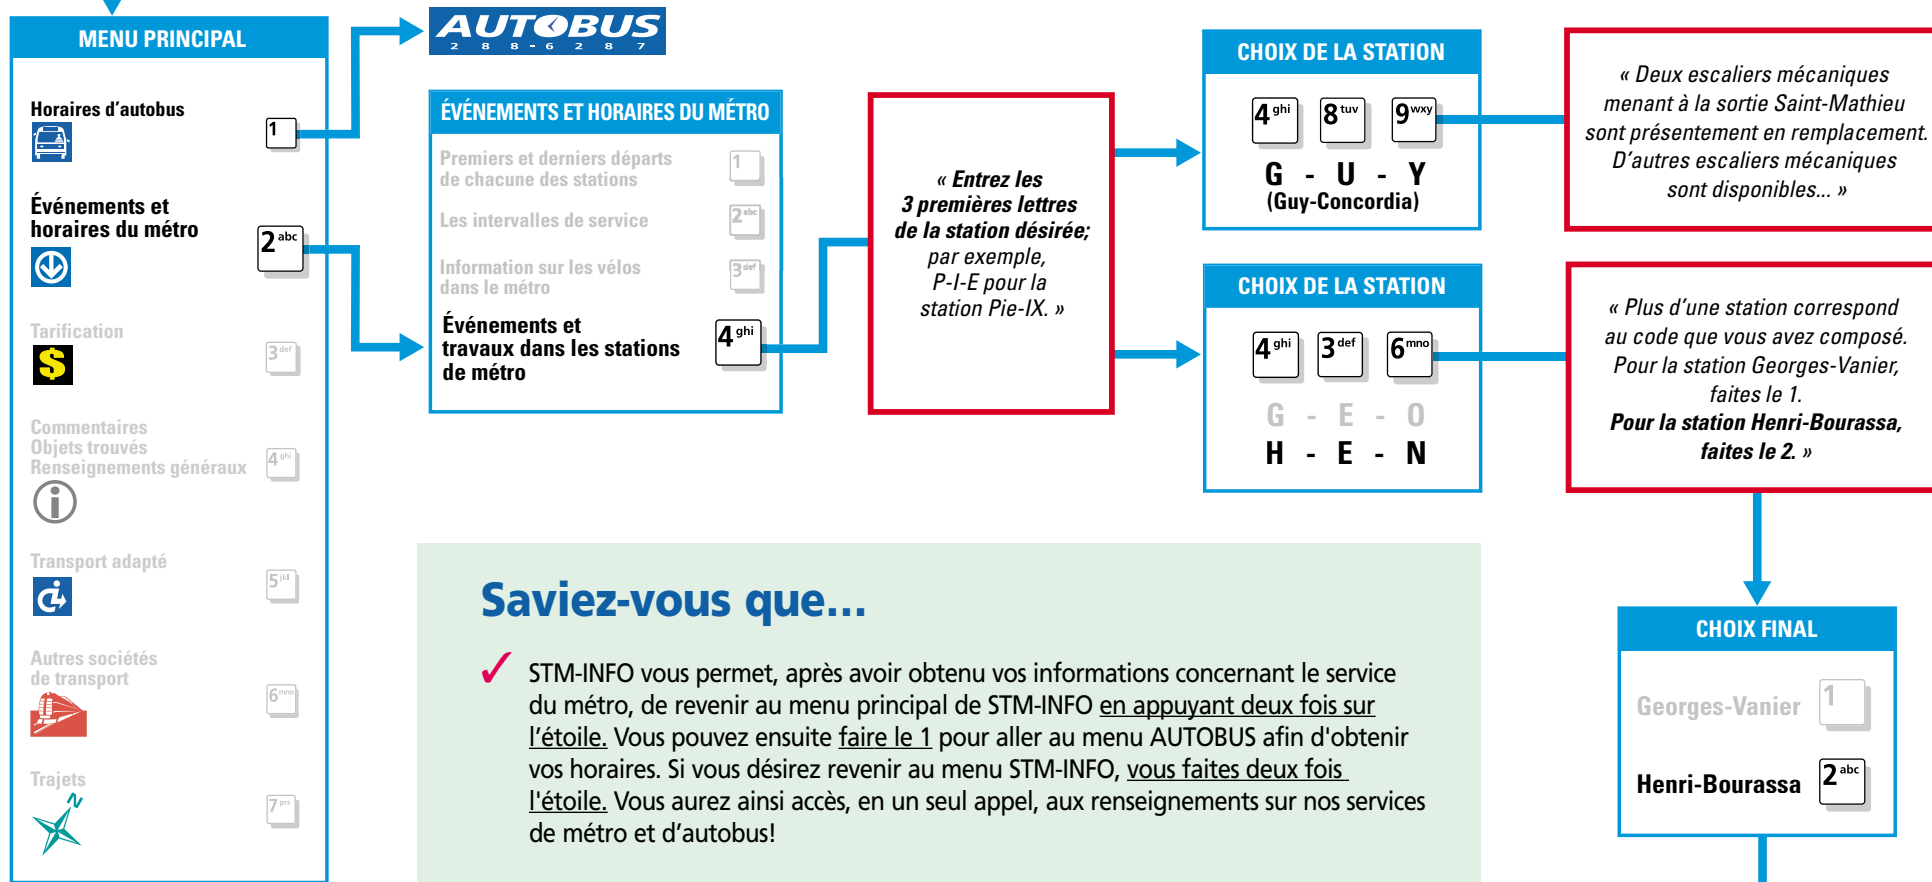 MENU PRINCIPAL
Horaires d'autobus
1
Événements et
horaires du métro
2 abc
Tarification
$
3 def
Commentaires
Objets trouvés
Renseignements généraux
4 ghi
i
Transport adapté
5 jkl
Autres sociétés
de transport
6 mno
Trajets
N
7 prs
AUTOBUS
288-6287
ÉVÉNEMENTS ET HORAIRES DU MÉTRO
Premiers et derniers départs
de chacune des stations
1
Les intervalles de service
2 abc
Information sur les vélos
dans le métro
3 def
Événements et
travaux dans les stations
de métro
4 ghi
« Entrez les
3 premières lettres
de la station désirée;
par exemple,
P-I-E pour la
station Pie-IX. »
CHOIX DE LA STATION
4 ghi 8 tuv 9 wxy
G - U - Y
(Guy-Concordia)
« Deux escaliers mécaniques
menant à la sortie Saint-Mathieu
sont présentement en remplacement.
D'autres escaliers mécaniques
sont disponibles... »
CHOIX DE LA STATION
4 ghi 3 def 6 mno
G - E - O
H - E - N
« Plus d'une station correspond
au code que vous avez composé.
Pour la station Georges-Vanier,
faites le 1.
Pour la station Henri-Bourassa,
faites le 2. »
CHOIX FINAL
Georges-Vanier 1
Henri-Bourassa 2 abc
Saviez-vous que...
✓ STM-INFO vous permet, après avoir obtenu vos informations concernant le service
du métro, de revenir au menu principal de STM-INFO en appuyant deux fois sur
l'étoile. Vous pouvez ensuite faire le 1 pour aller au menu AUTOBUS afin d'obtenir
vos horaires. Si vous désirez revenir au menu STM-INFO, vous faites deux fois
l'étoile. Vous aurez ainsi accès, en un seul appel, aux renseignements sur nos services
de métro et d'autobus!